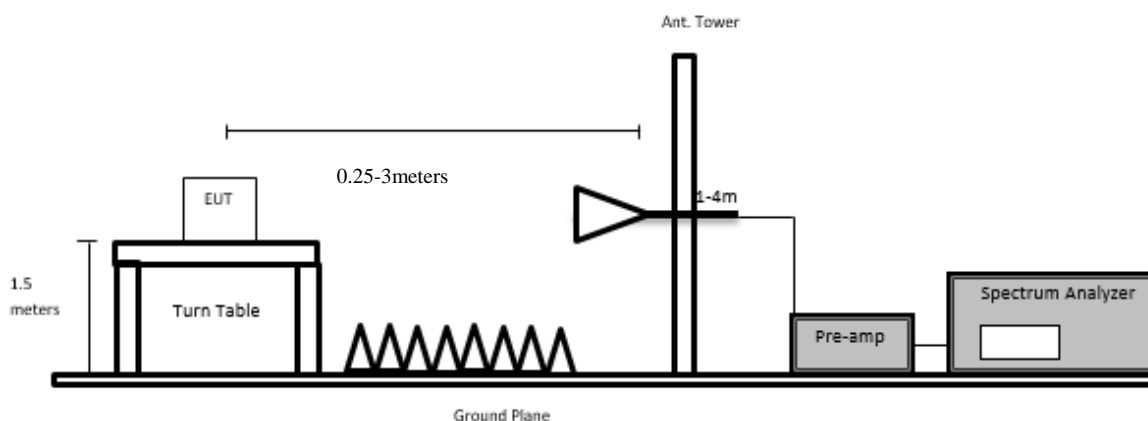 Ant. Tower
0.25-3meters
EUT
1-4m
1.5
meters
Turn Table
Spectrum Analyzer
Pre-amp
Ground Plane